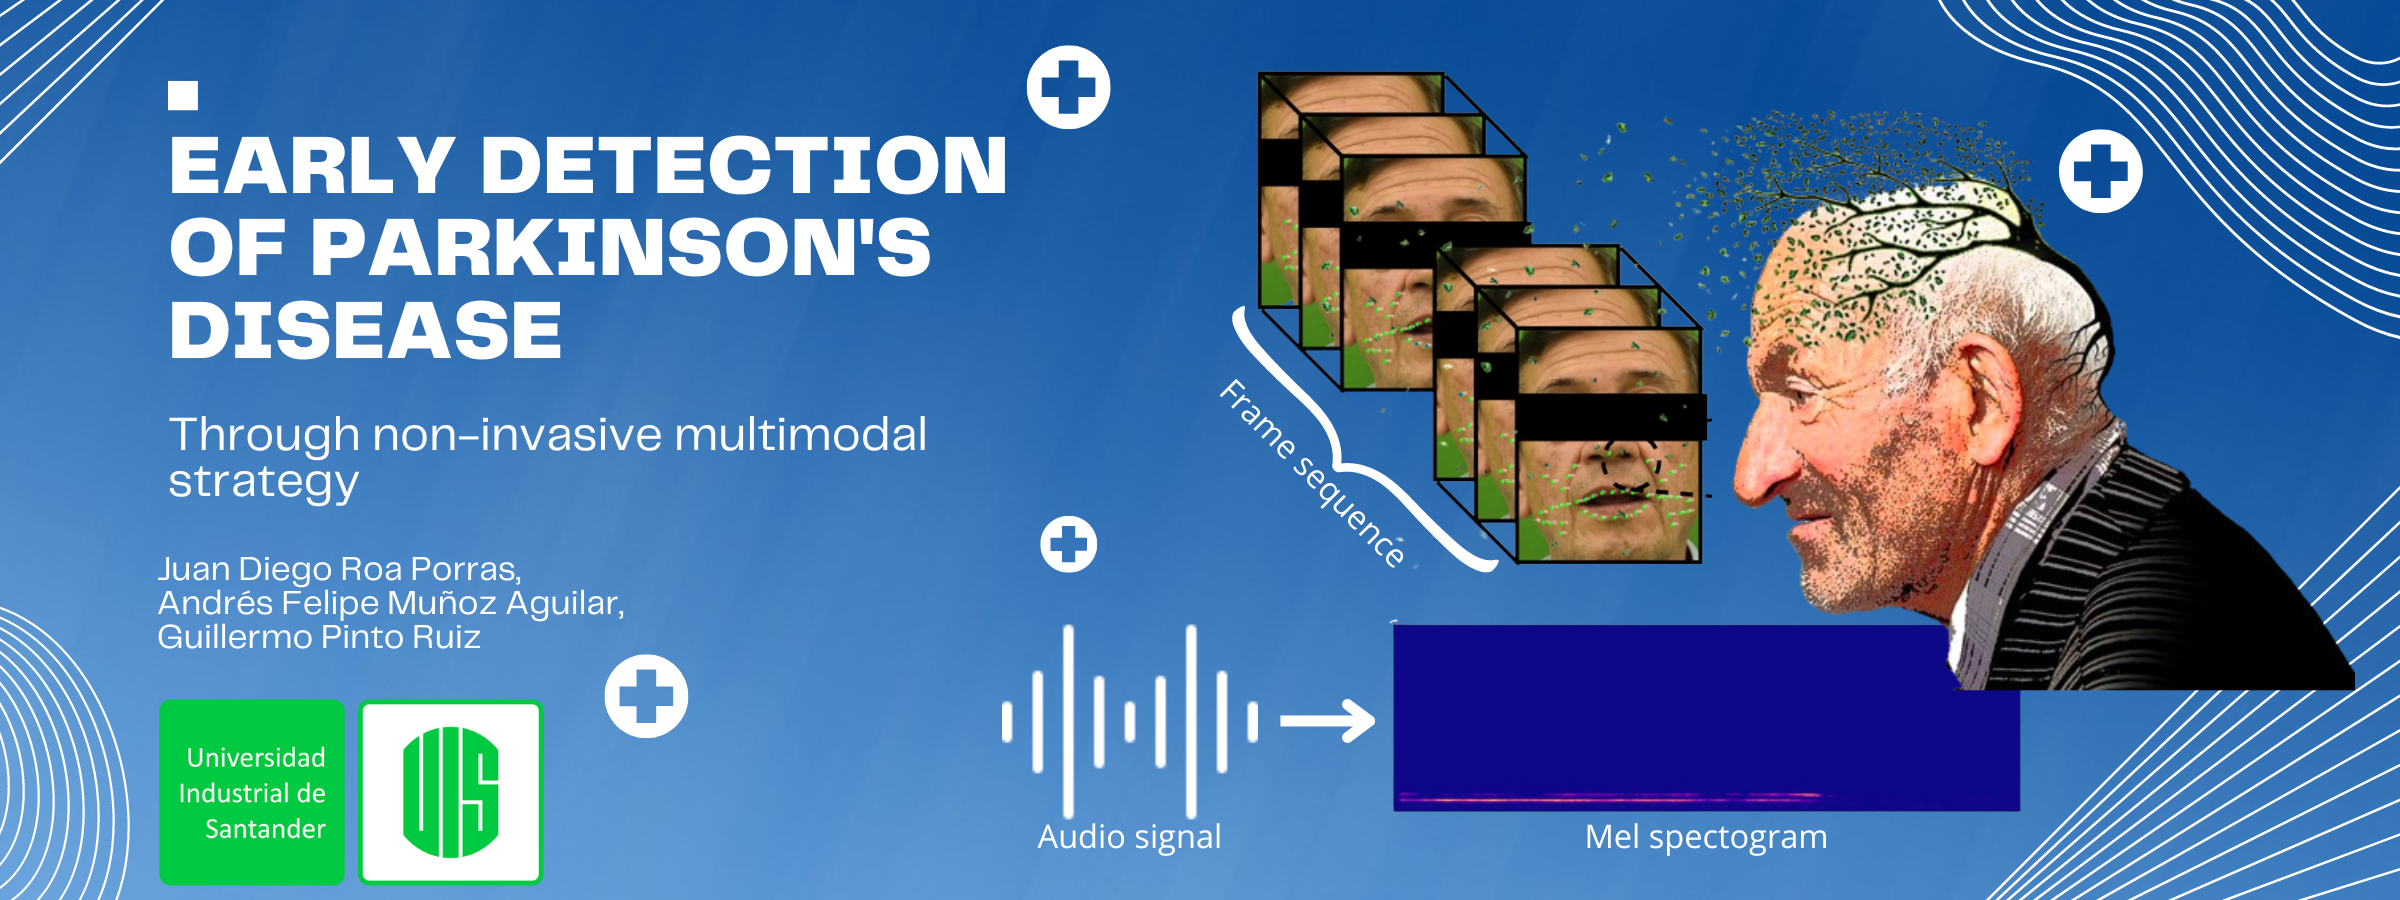 EARLY DETECTION
OF PARKINSON'S
DISEASE
Through non-invasive multimodal
strategy
Juan Diego Roa Porras,
Andrés Felipe Muñoz Aguilar,
Guillermo Pinto Ruiz
Universidad
Industrial de
Santander
UIS
Frame sequence
Audio signal
Mel spectogram